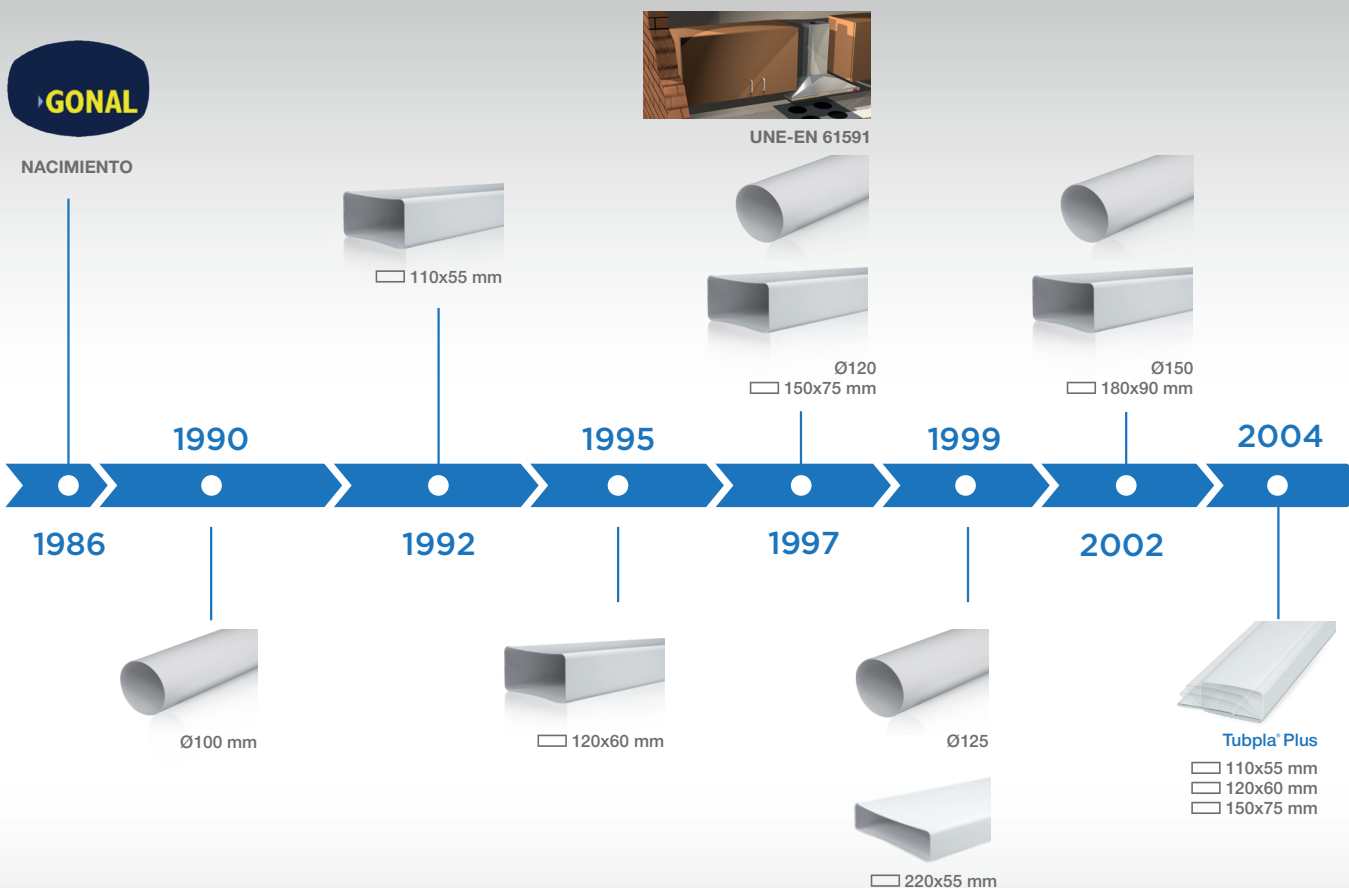 GONAL
NACIMIENTO
UNE-EN 61591
110x55 mm
Ø120
150x75 mm
Ø150
180x90 mm
1990
1995
1999
2004
1986
1992
1997
2002
Ø100 mm
120x60 mm
Ø125
220x55 mm
Tubpla® Plus
110x55 mm
120x60 mm
150x75 mm